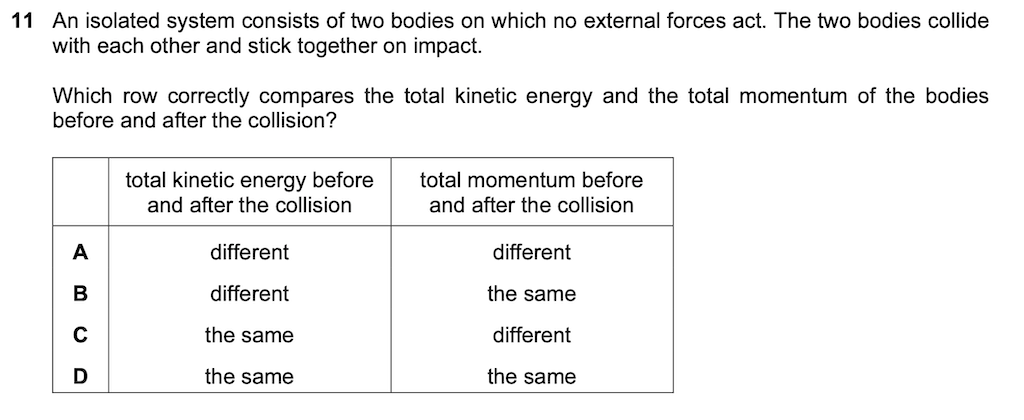 11 An isolated system consists of two bodies on which no external forces act. The two bodies collide
with each other and stick together on impact.
Which row correctly compares the total kinetic energy and the total momentum of the bodies
before and after the collision?
total kinetic energy before total momentum before
and after the collision and after the collision
A different different
B different the same
C the same different
D the same the same